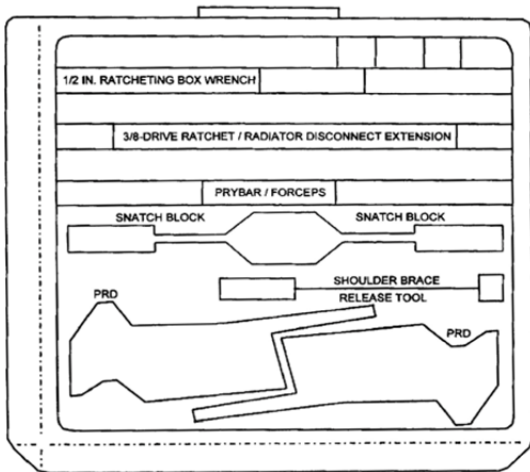 1/2 IN. RATCHETING BOX WRENCH
3/8-DRIVE RATCHET / RADIATOR DISCONNECT EXTENSION
PRYBAR / FORCEPS
SNATCH BLOCK
SNATCH BLOCK
SHOULDER BRACE
RELEASE TOOL
PRD
PRD